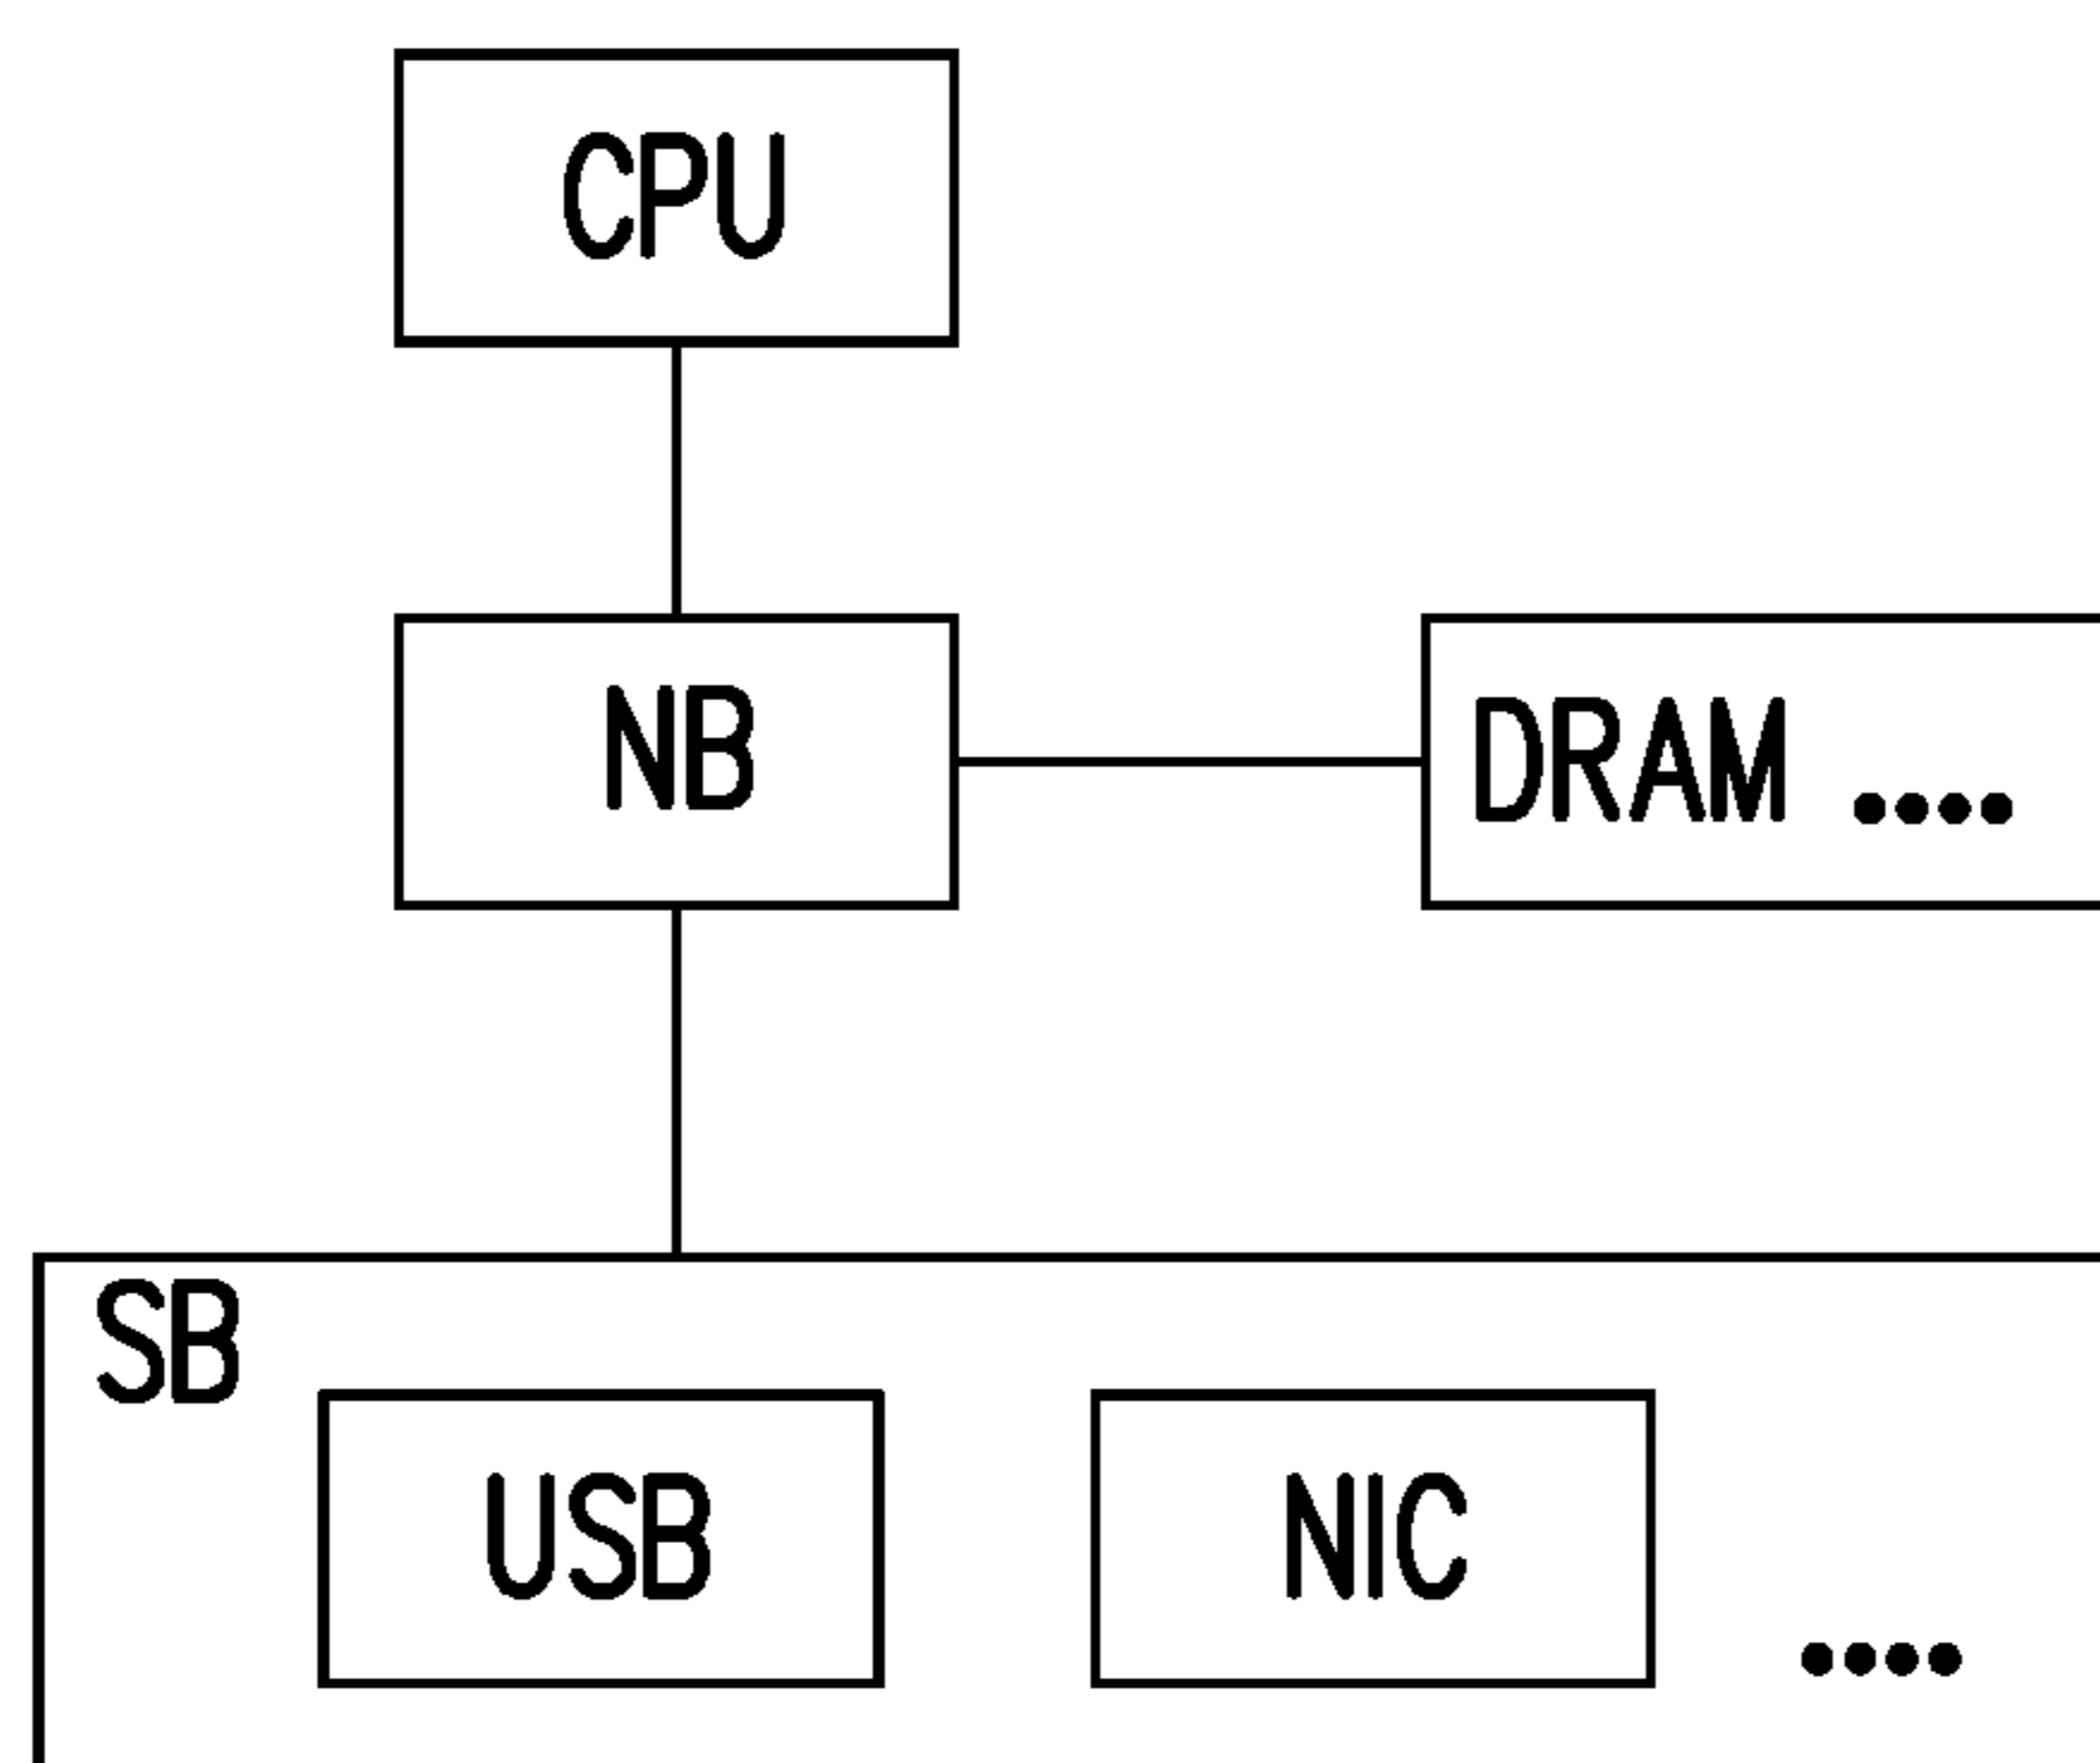 CPU
NB
DRAM ....
SB
USB
NIC
....